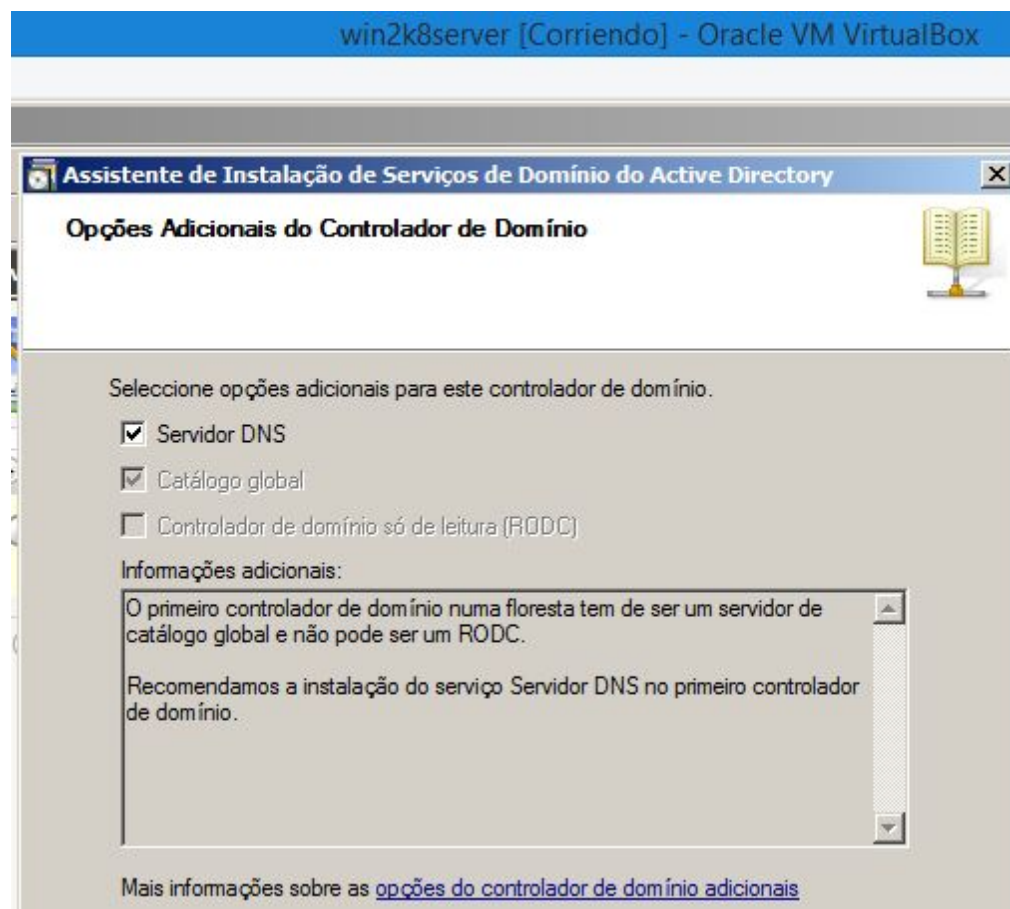 win2k8server [Corriendo] - Oracle VM VirtualBox
Assistente de Instalação de Serviços de Domínio do Active Directory
Opções Adicionais do Controlador de Domínio
Seleccione opções adicionais para este controlador de domínio.
Servidor DNS
Catálogo global
Controlador de domínio só de leitura (RODC)
Informações adicionais:
O primeiro controlador de domínio numa floresta tem de ser um servidor de
catálogo global e não pode ser um RODC.
Recomendamos a instalação do serviço Servidor DNS no primeiro controlador
de domínio.
Mais informações sobre as opções do controlador de domínio adicionais